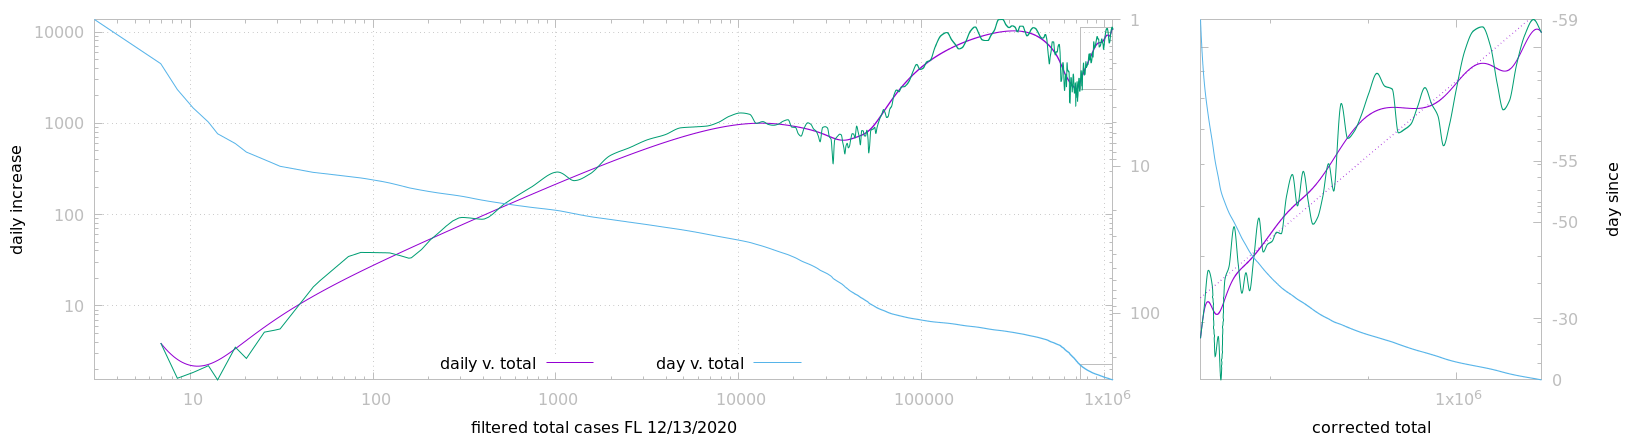 10000
1000
100
10
daily increase
10
100
1000
10000
100000
1x10^6
filtered total cases FL 12/13/2020
daily v. total
day v. total
1
10
100
1x10^6
corrected total
-59
-55
-50
-30
0
day since